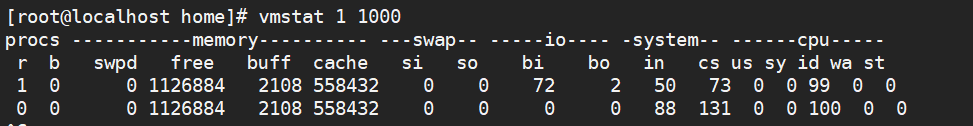 [root@localhost home]# vmstat 1 1000
procs -----------memory---------- ---swap-- -----io---- -system-- ------cpu-----
 r  b   swpd   free   buff  cache   si   so    bi    bo   in   cs us sy id wa st
 1  0      0 1126884   2108 558432    0    0    72     2   50   73  0  0 99  0  0
 0  0      0 1126884   2108 558432    0    0     0     0   88  131  0  0 100  0  0